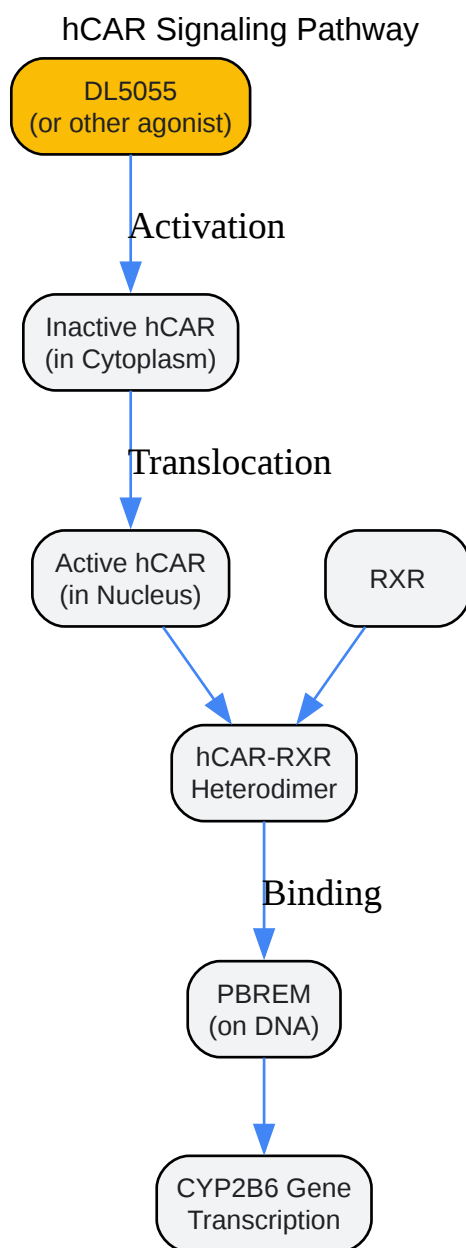 hCAR Signaling Pathway
DL5055
(or other agonist)
Activation
Inactive hCAR
(in Cytoplasm)
Translocation
Active hCAR
(in Nucleus)
RXR
hCAR-RXR
Heterodimer
Binding
PBREM
(on DNA)
CYP2B6 Gene
Transcription